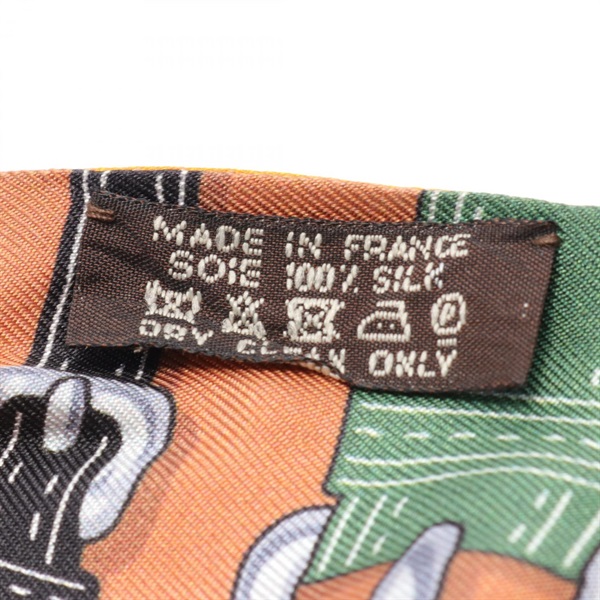 MADE IN FRANCE
SOIE 100% SILK
P
DRY CLEAN ONLY